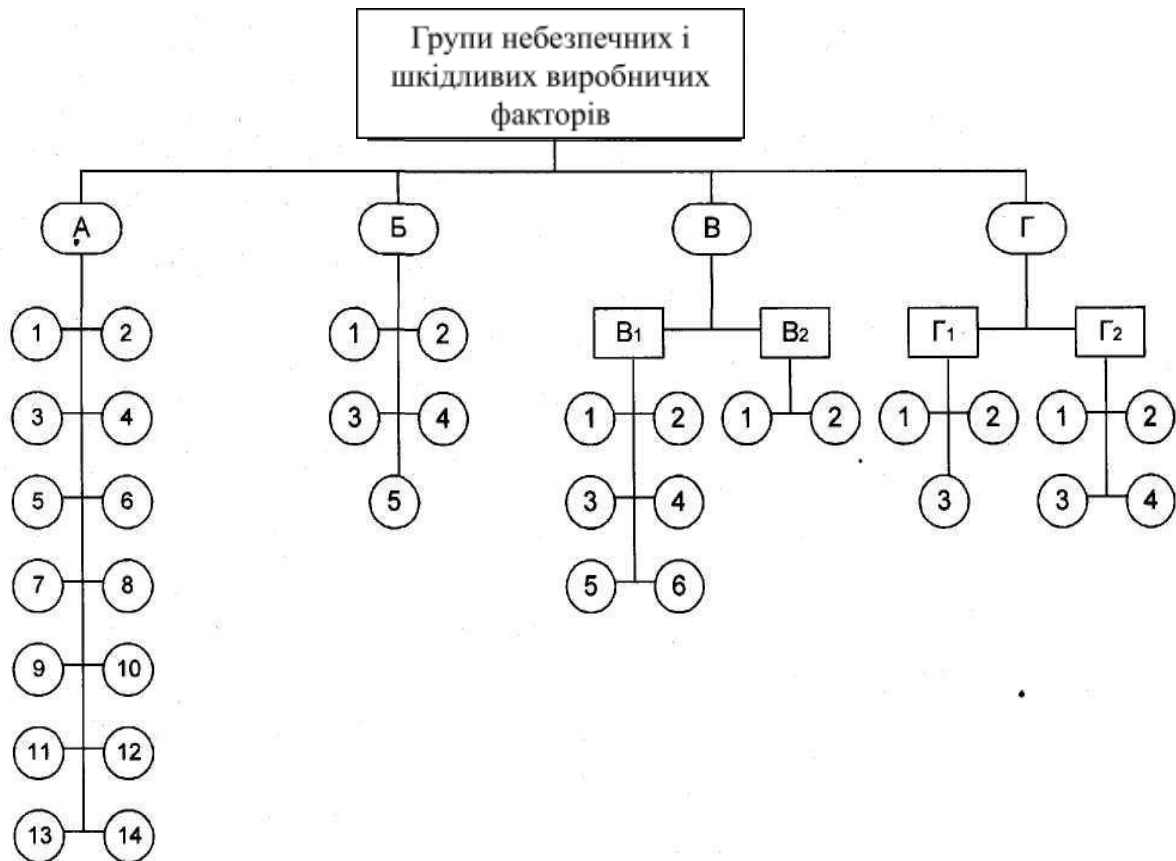 Групи небезпечних і
шкідливих виробничих
факторів
А Б В Г
1 2 1 2 В1 В2 Г1 Г2
3 4 3 4 1 2 1 2 1 2 1 2
5 6 5 3 4 3 3 4
7 8 5 6
9 10
11 12
13 14